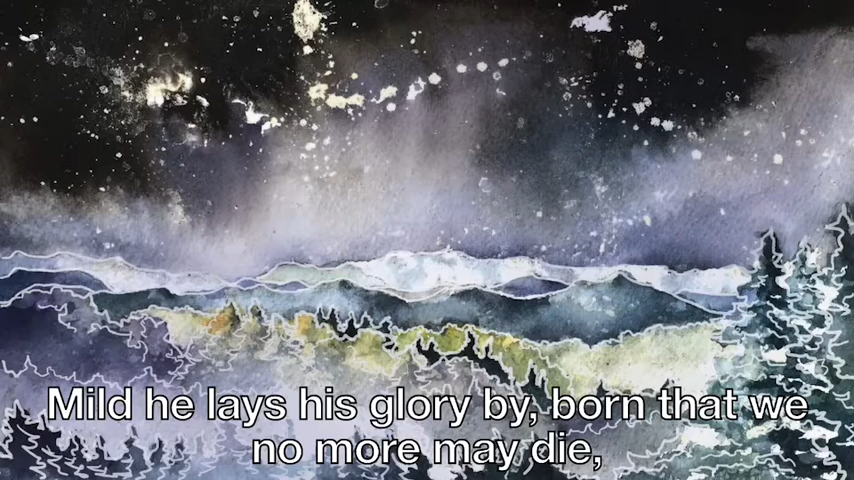 Mild he lays his glory by, born that we
no more may die,